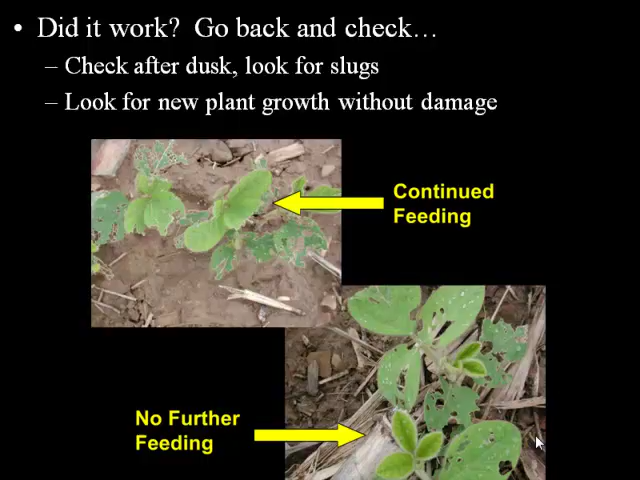 • Did it work?  Go back and check…
– Check after dusk, look for slugs
– Look for new plant growth without damage
Continued
Feeding
No Further
Feeding